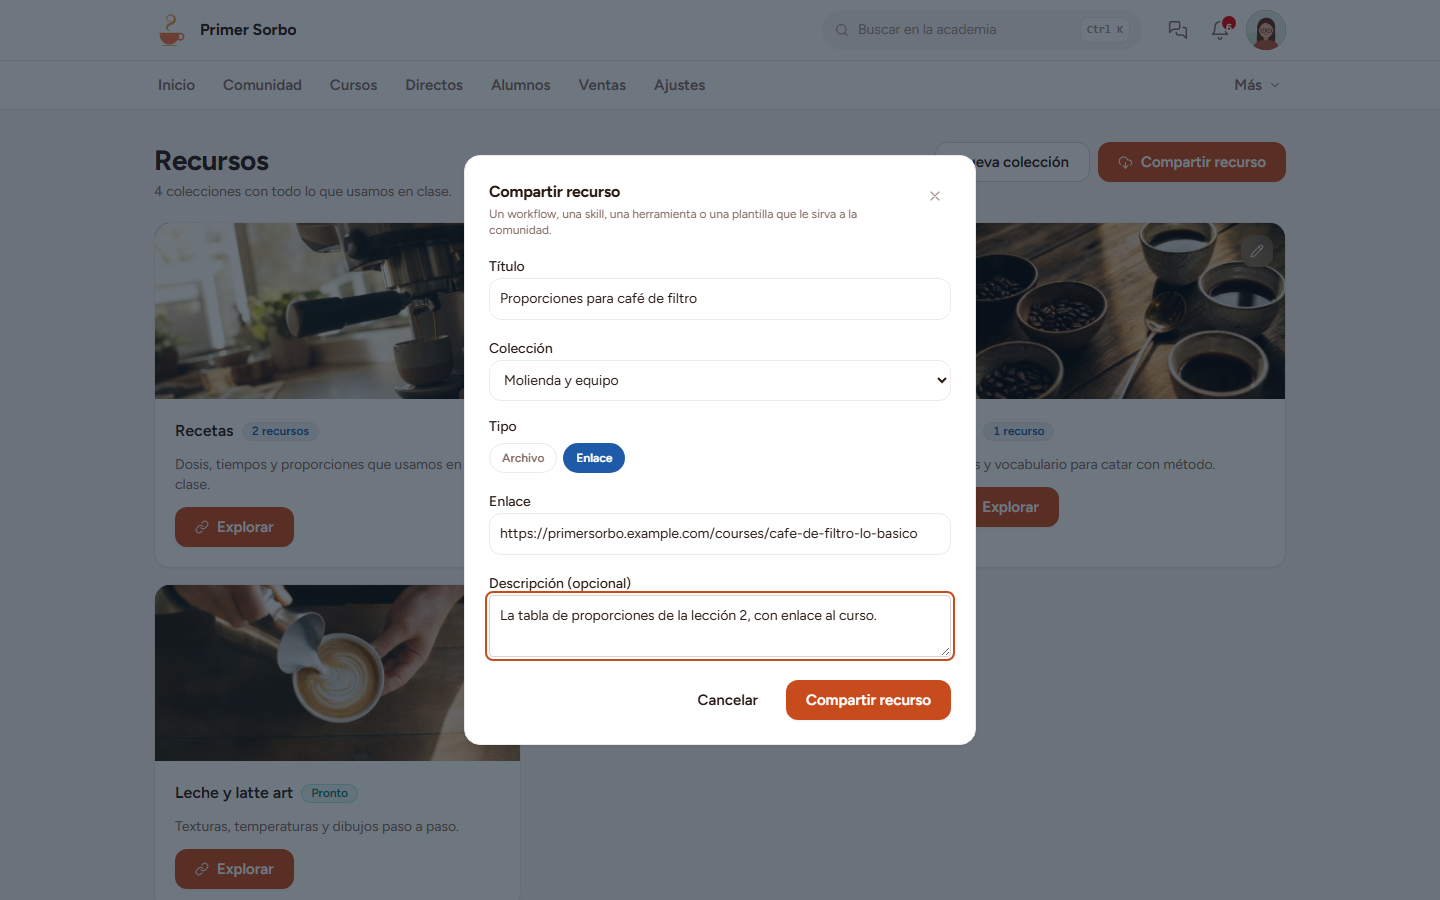 Primer Sorbo
Buscar en la academia
Ctrl K
6
Inicio
Comunidad
Cursos
Directos
Alumnos
Ventas
Ajustes
Más
Recursos
4 colecciones con todo lo que usamos en clase.
eva colección
Compartir recurso
Compartir recurso
Un workflow, una skill, una herramienta o una plantilla que le sirva a la
comunidad.
Título
Proporciones para café de filtro
Colección
Molienda y equipo
Tipo
Archivo
Enlace
Enlace
https://primersorbo.example.com/courses/cafe-de-filtro-lo-basico
Descripción (opcional)
La tabla de proporciones de la lección 2, con enlace al curso.
Cancelar
Compartir recurso
Recetas
2 recursos
Dosis, tiempos y proporciones que usamos en
clase.
Explorar
1 recurso
s y vocabulario para catar con método.
Explorar
Leche y latte art
Pronto
Texturas, temperaturas y dibujos paso a paso.
Explorar